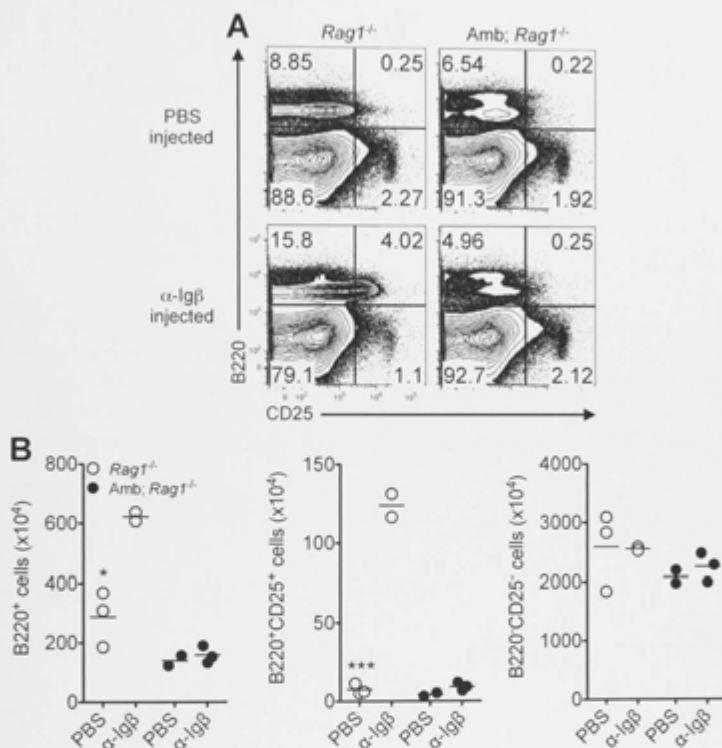 A
Rag1-/-
Amb; Rag1-/-
PBS injected
8.85 0.25
88.6 2.27
6.54 0.22
91.3 1.92
α-Igβ injected
15.8 4.02
79.1 1.1
4.96 0.25
92.7 2.12
B220
CD25
B
Rag1-/-
Amb; Rag1-/-
B220+ cells (x10⁴)
800
600
400
200
0
*
PBS α-Igβ PBS α-Igβ
B220+CD25+ cells (x10⁴)
150
100
50
0
***
PBS α-Igβ PBS α-Igβ
B220-CD25- cells (x10⁴)
4000
3000
2000
1000
0
PBS α-Igβ PBS α-Igβ